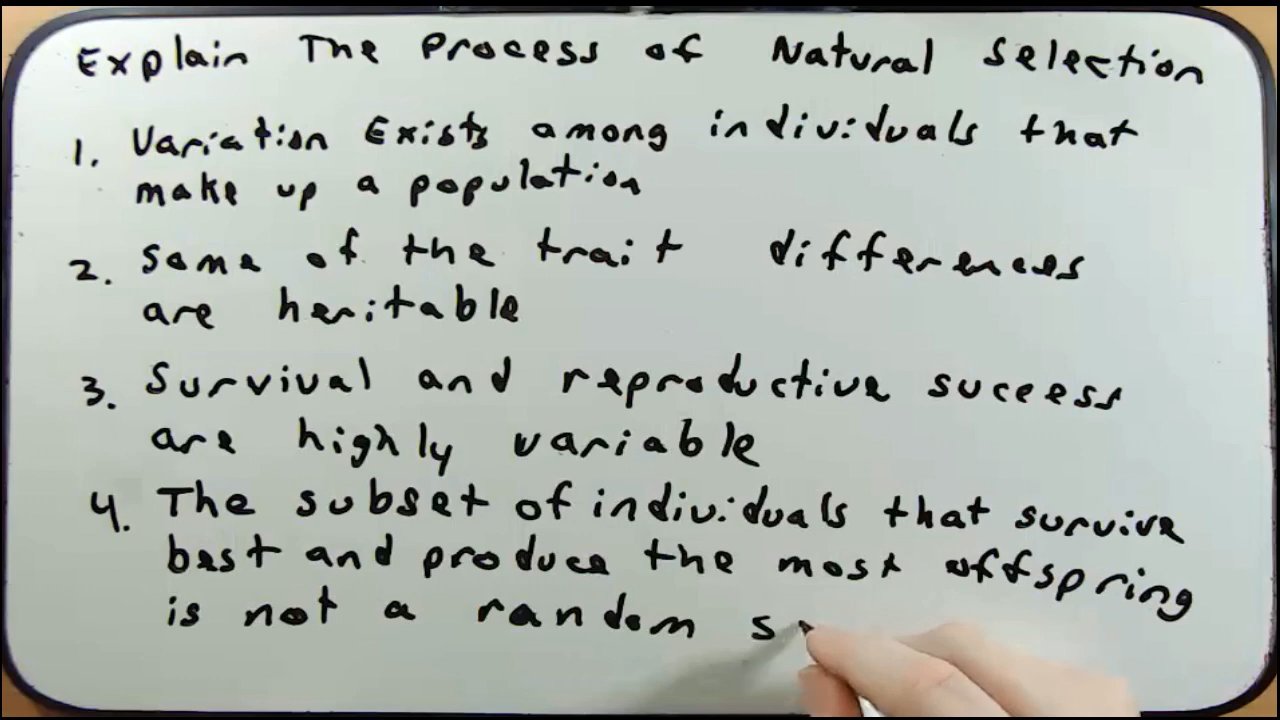 Explain The Process of Natural Selection
1. Variation Exists among individuals that
make up a population
2. Some of the trait differences
are heritable
3. Survival and reproductive success
are highly variable
4. The subset of individuals that survive
best and produce the most offspring
is not a random s